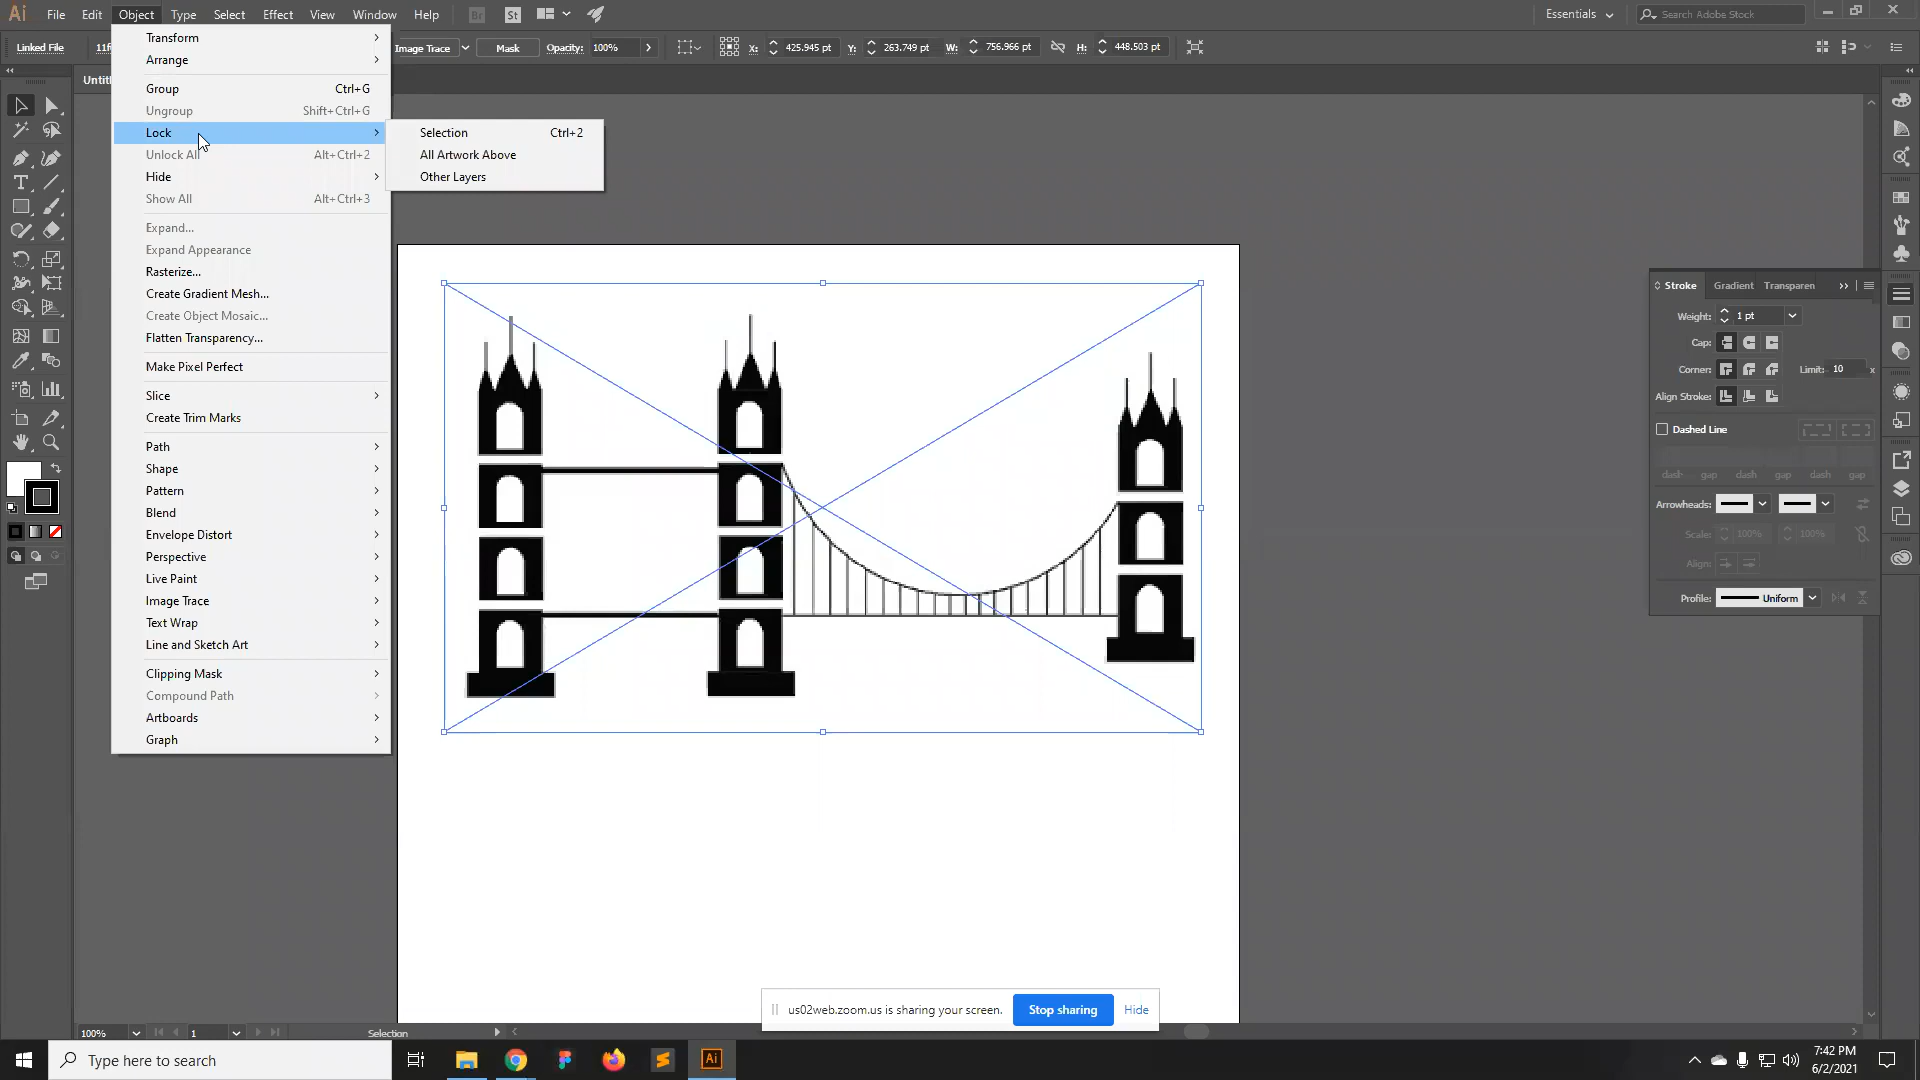 Ai File Edit Object Type Select Effect View Window Help Br St Essentials Search Adobe Stock
Linked File Image Trace Mask Opacity: 100% X: 425.945 pt Y: 263.749 pt W: 756.966 pt H: 448.503 pt
Transform
Arrange
Group Ctrl+G
Ungroup Shift+Ctrl+G
Lock
Unlock All Alt+Ctrl+2
Hide
Show All Alt+Ctrl+3
Expand...
Expand Appearance
Rasterize...
Create Gradient Mesh...
Create Object Mosaic...
Flatten Transparency...
Make Pixel Perfect
Slice
Create Trim Marks
Path
Shape
Pattern
Blend
Envelope Distort
Perspective
Live Paint
Image Trace
Text Wrap
Line and Sketch Art
Clipping Mask
Compound Path
Artboards
Graph
Selection Ctrl+2
All Artwork Above
Other Layers
Stroke Gradient Transparen
Weight: 1 pt
Cap:
Corner: Limit: 10 x
Align Stroke:
Dashed Line
dash gap dash gap dash gap
Arrowheads:
Scale: 100% 100%
Align:
Profile: Uniform
us02web.zoom.us is sharing your screen. Stop sharing Hide
100% 1 Selection
Type here to search Ai
7:42 PM
6/2/2021